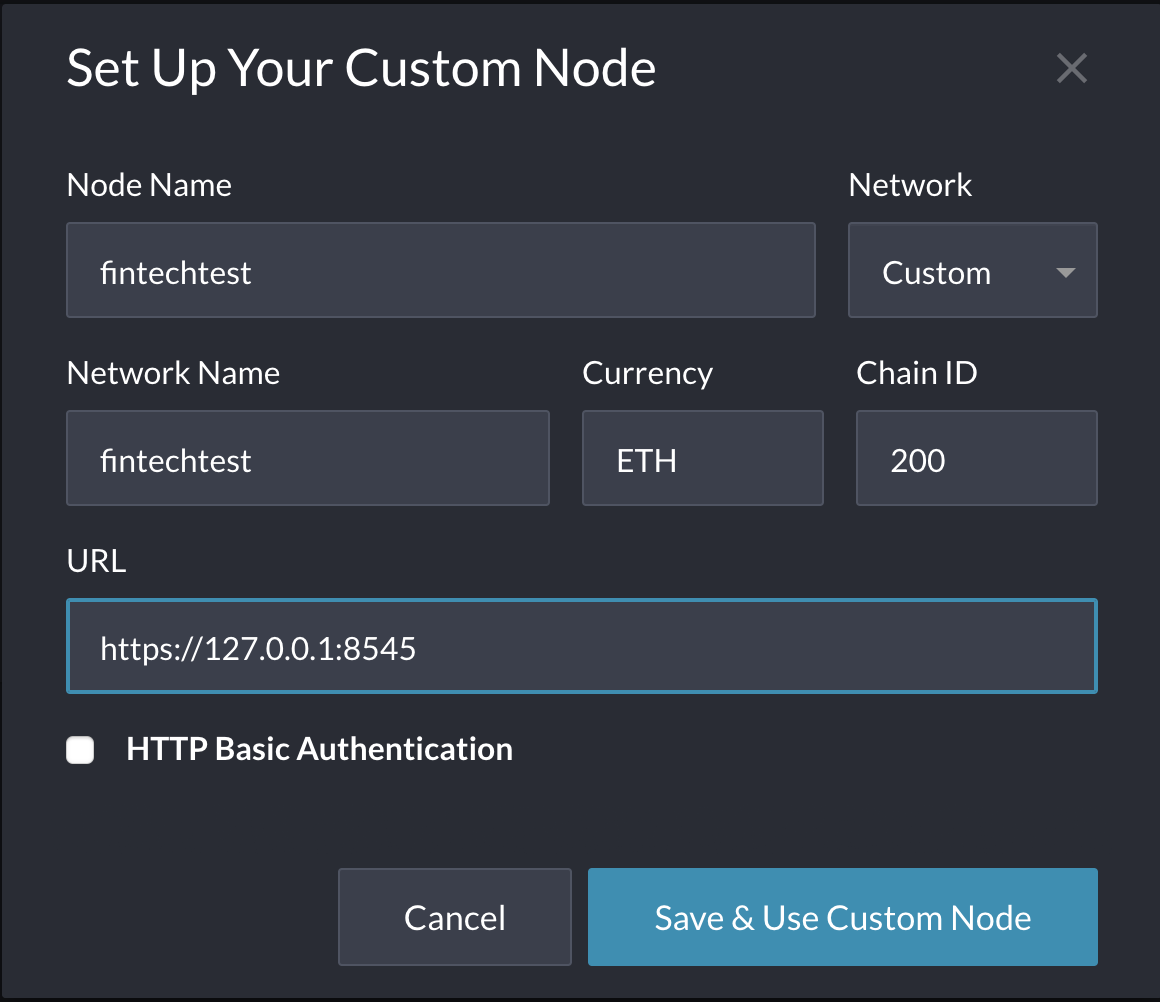 Set Up Your Custom Node
Node Name
Network
fintechtest
Custom
Network Name
Currency
Chain ID
fintechtest
ETH
200
URL
https://127.0.0.1:8545
HTTP Basic Authentication
Cancel
Save & Use Custom Node